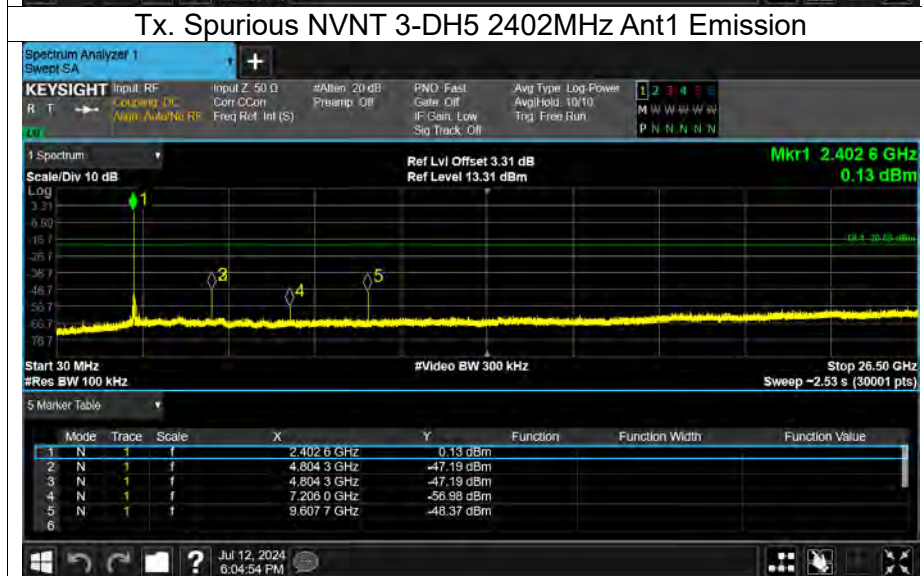 Tx. Spurious NVNT 3-DH5 2402MHz Ant1 Emission
Spectrum Analyzer 1
Swept SA
+
KEYSIGHT Input: RF
R T
Coupling: DC
Align: Auto/No RF
Input Z: 50 Ω
Corr CCorr
Freq Ref: Int (S)
#Atten: 20 dB
Preamp: Off
PNO: Fast
Gate: Off
IF Gain: Low
Sig Track: Off
Avg Type: Log-Power
Avg|Hold: 10/10
Trig: Free Run
1 2 3 4 5 6
M W W W W W
P N N N N N
1 Spectrum
Scale/Div 10 dB
Ref Lvl Offset 3.31 dB
Ref Level 13.31 dBm
Mkr1 2.402 6 GHz
0.13 dBm
Log
3.31
-16.7
-26.7
-36.7
-46.7
-66.7
-76.7
1
4
5
Start 30 MHz
#Res BW 100 kHz
#Video BW 300 kHz
Stop 26.50 GHz
Sweep ~2.53 s (30001 pts)
5 Marker Table
Mode Trace Scale X Y Function Function Width Function Value
1 N 1 f 2.402 6 GHz 0.13 dBm
2 N 1 f 4.804 3 GHz -47.19 dBm
3 N 1 f 4.804 3 GHz -47.19 dBm
4 N 1 f 7.206 0 GHz -56.98 dBm
5 N 1 f 9.607 7 GHz -48.37 dBm
6
?
Jul 12, 2024
6:04:54 PM